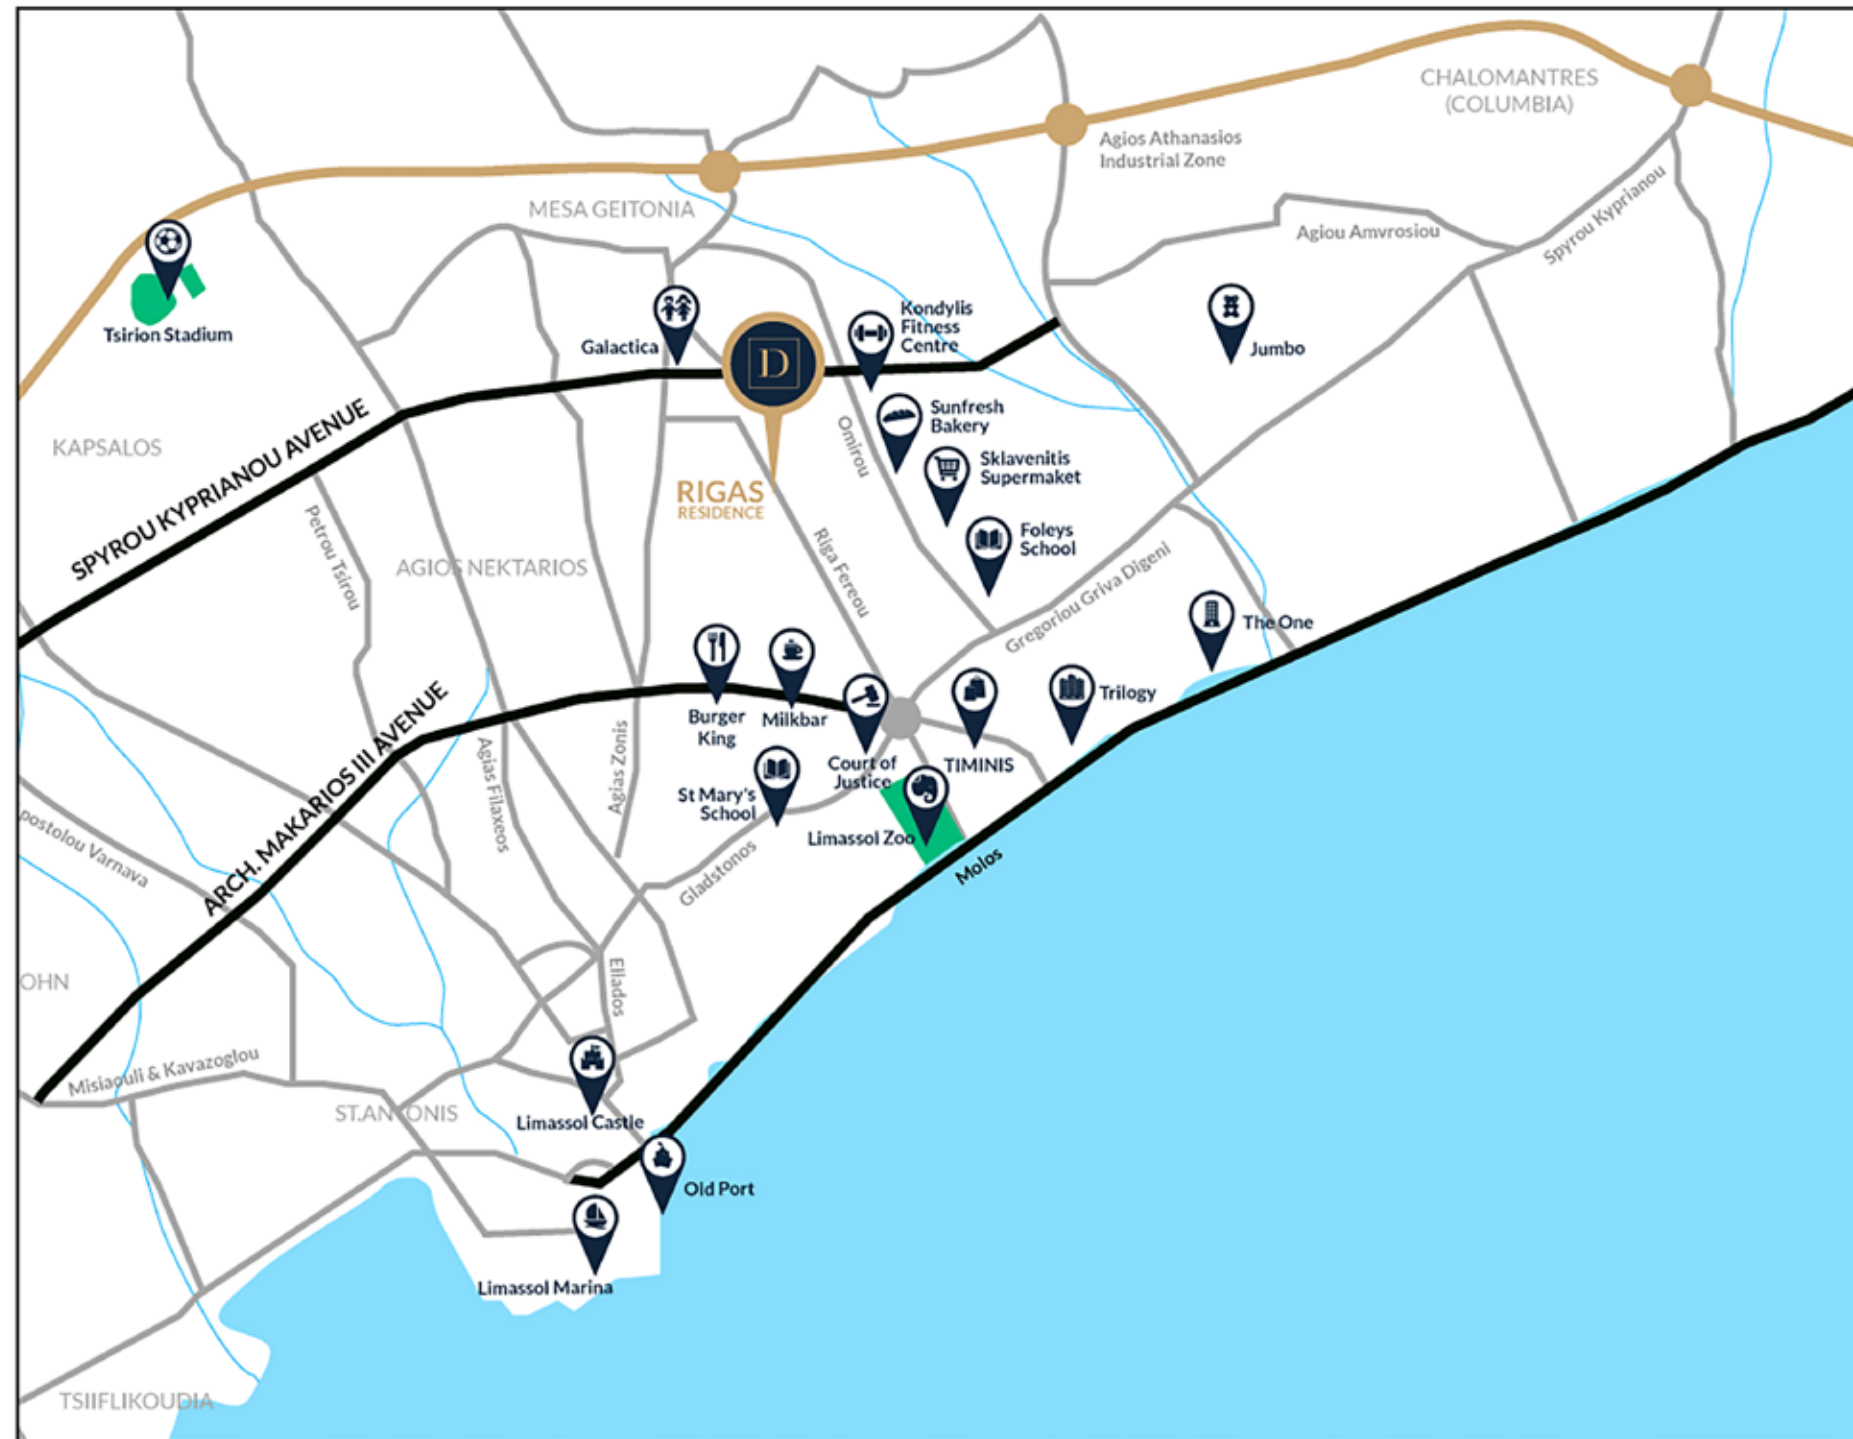 CHALOMANTRES
(COLUMBIA)
Agios Athanasios
Industrial Zone
MESA GEITONIA
Agiou Amvrosiou
Spyrou Kyprianou
Tsirion Stadium
Galactica
D
Kondylis
Fitness
Centre
Jumbo
KAPSALOS
SPYROU KYPRIANOU AVENUE
Omirou
Sunfresh
Bakery
Sklavenitis
Supermaket
RIGAS
RESIDENCE
Petrou Tsirou
AGIOS NEKTARIOS
Riga Fereou
Foleys
School
Gregoriou Griva Digeni
The One
Burger
King
Milkbar
Trilogy
ARCH. MAKARIOS III AVENUE
Agias Filaxeos
Agias Zonis
Court of
Justice
TIMINIS
St Mary's
School
Limassol Zoo
Gladstonos
Molos
postolou Varnava
OHN
Ellados
Misiaouli & Kavazoglou
ST.ANTONIS
Limassol Castle
Old Port
Limassol Marina
TSIIFLIKOUDIA